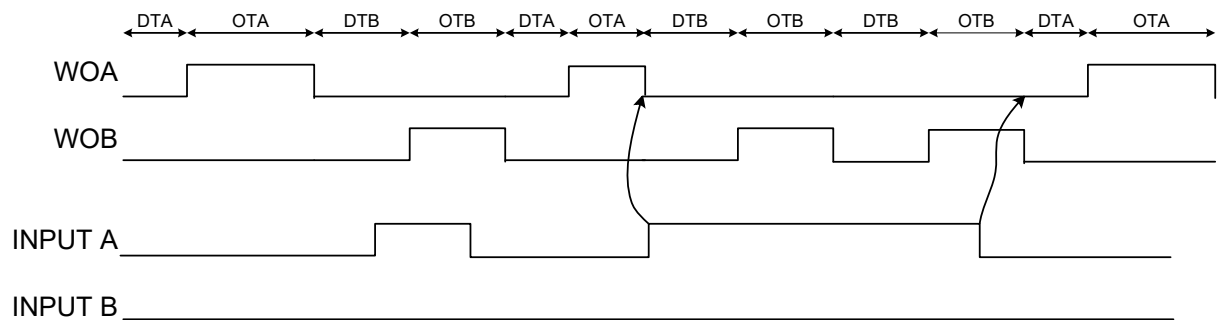 DTA OTA DTB OTB DTA OTA DTB OTB DTB OTB DTA OTA
WOA
WOB
INPUT A
INPUT B